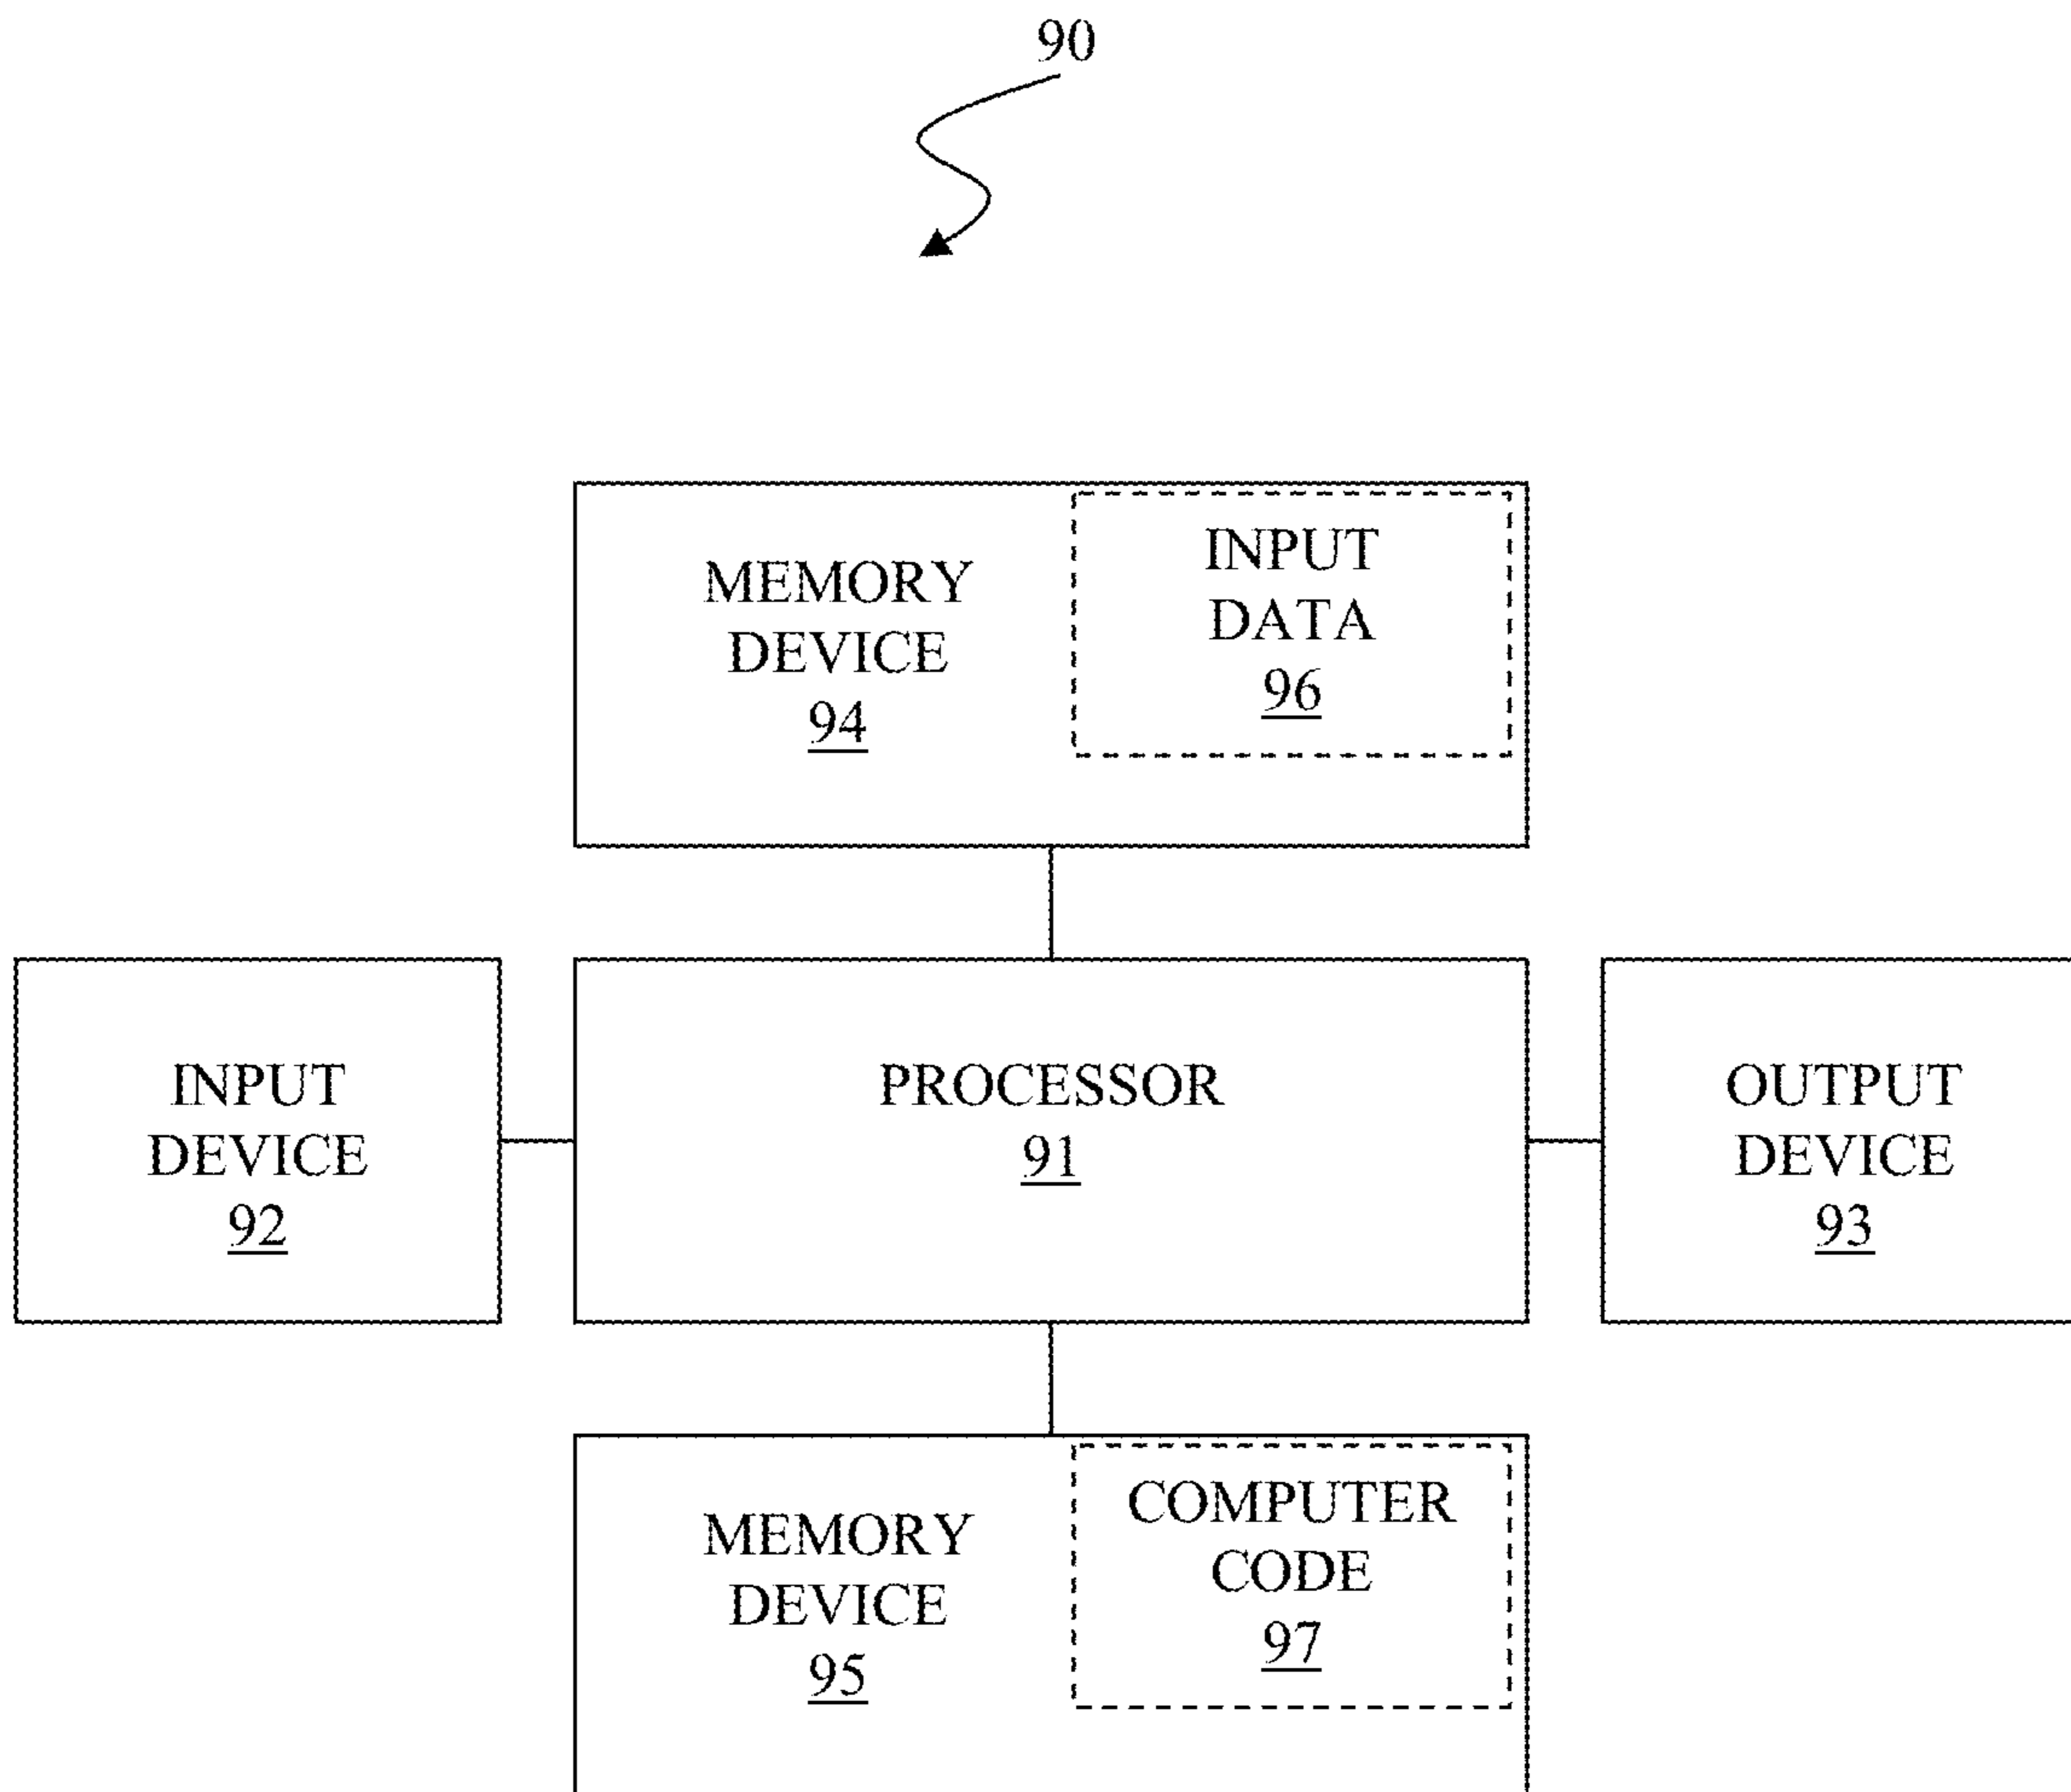 90
MEMORY
DEVICE
94
INPUT
DATA
96
INPUT
DEVICE
92
PROCESSOR
91
OUTPUT
DEVICE
93
MEMORY
DEVICE
95
COMPUTER
CODE
97